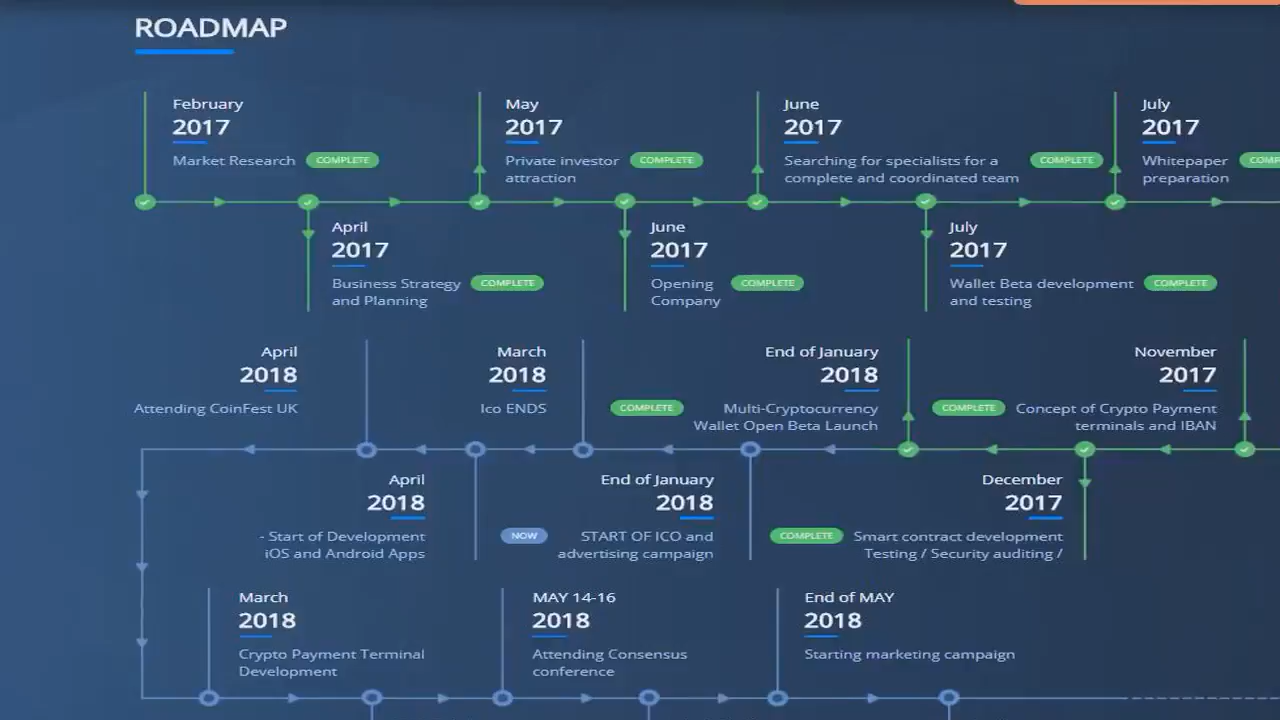 ROADMAP
February
2017
Market Research COMPLETE
May
2017
Private investor COMPLETE
attraction
June
2017
Searching for specialists for a COMPLETE
complete and coordinated team
July
2017
Whitepaper
preparation
April
2017
Business Strategy COMPLETE
and Planning
June
2017
Opening COMPLETE
Company
July
2017
Wallet Beta development COMPLETE
and testing
April
2018
Attending CoinFest UK
March
2018
Ico ENDS
End of January
2018
COMPLETE Multi-Cryptocurrency
Wallet Open Beta Launch
November
2017
COMPLETE Concept of Crypto Payment
terminals and IBAN
April
2018
- Start of Development
iOS and Android Apps
End of January
2018
NOW START OF ICO and
advertising campaign
December
2017
COMPLETE Smart contract development
Testing / Security auditing /
March
2018
Crypto Payment Terminal
Development
MAY 14-16
2018
Attending Consensus
conference
End of MAY
2018
Starting marketing campaign